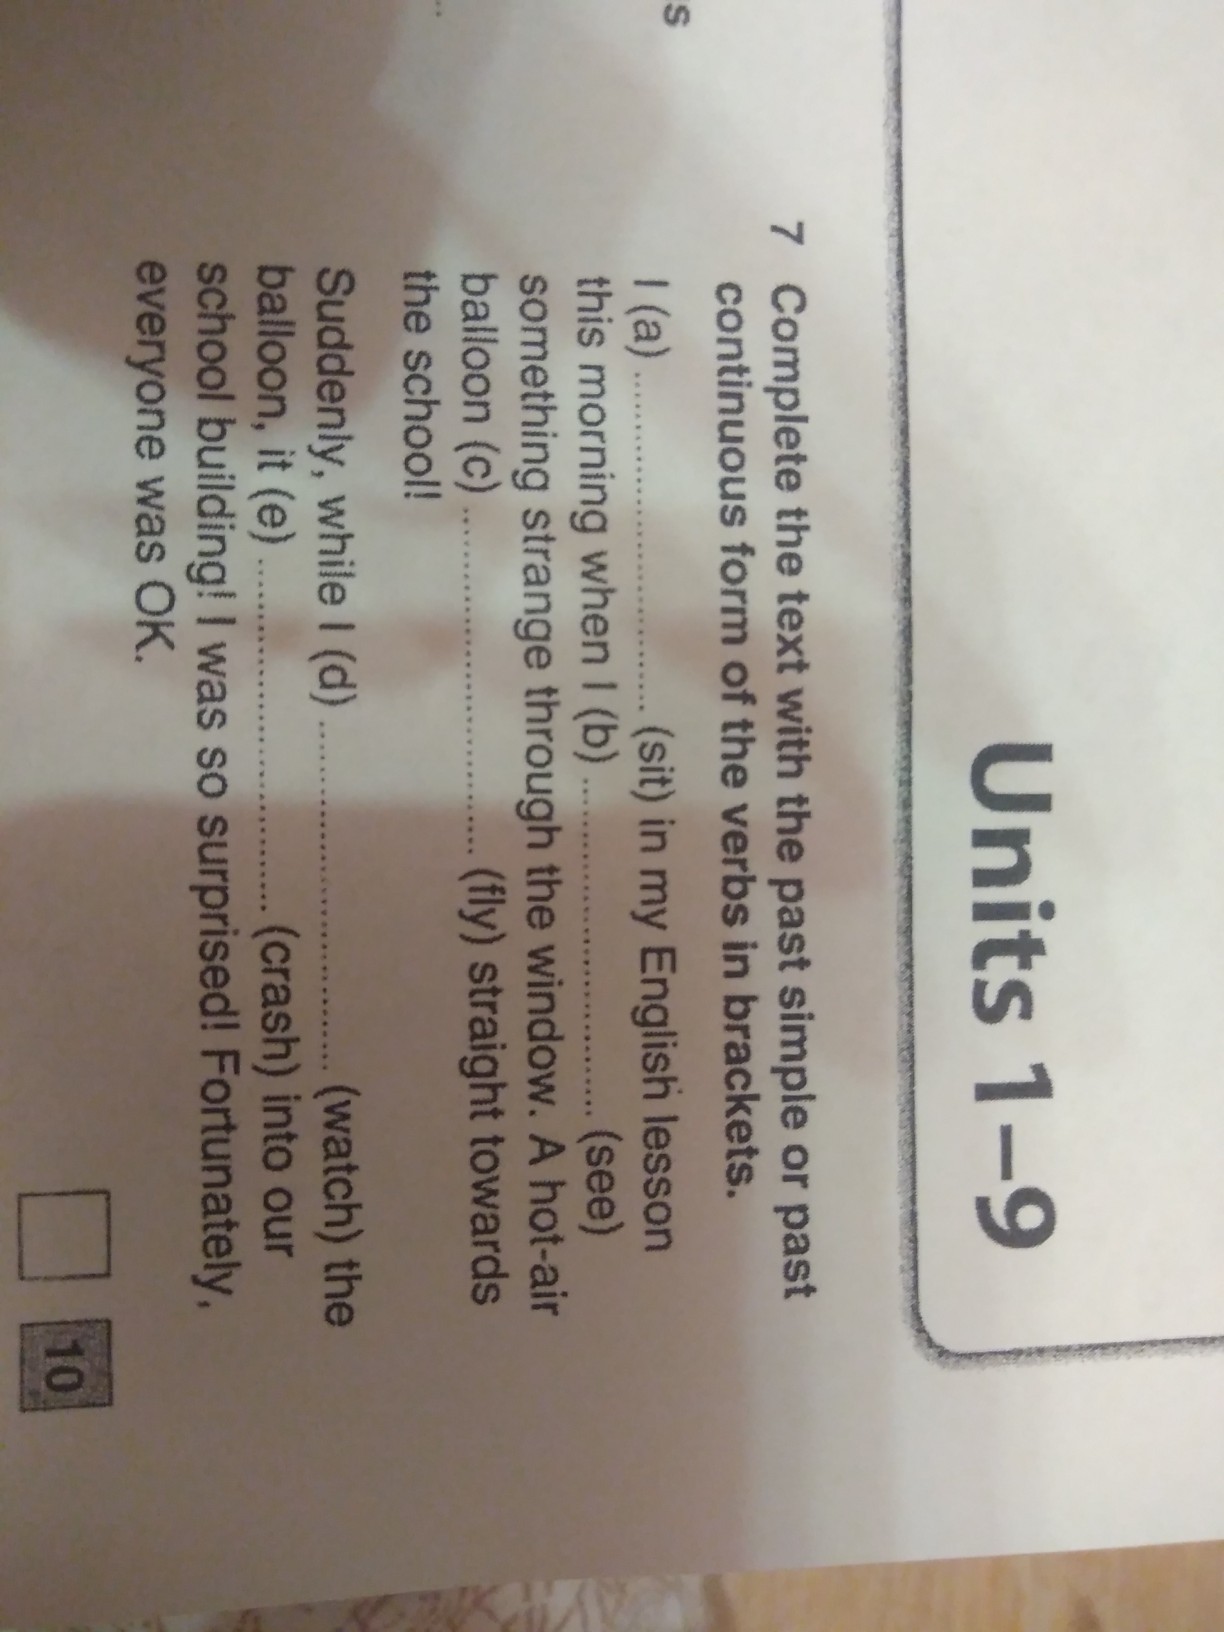 Units 1–9
s
7 Complete the text with the past simple or past
continuous form of the verbs in brackets.
I (a) .............................. (sit) in my English lesson
this morning when I (b) .............................. (see)
something strange through the window. A hot-air
balloon (c) .............................. (fly) straight towards
the school!
Suddenly, while I (d) .............................. (watch) the
balloon, it (e) .............................. (crash) into our
school building! I was so surprised! Fortunately,
everyone was OK.
10